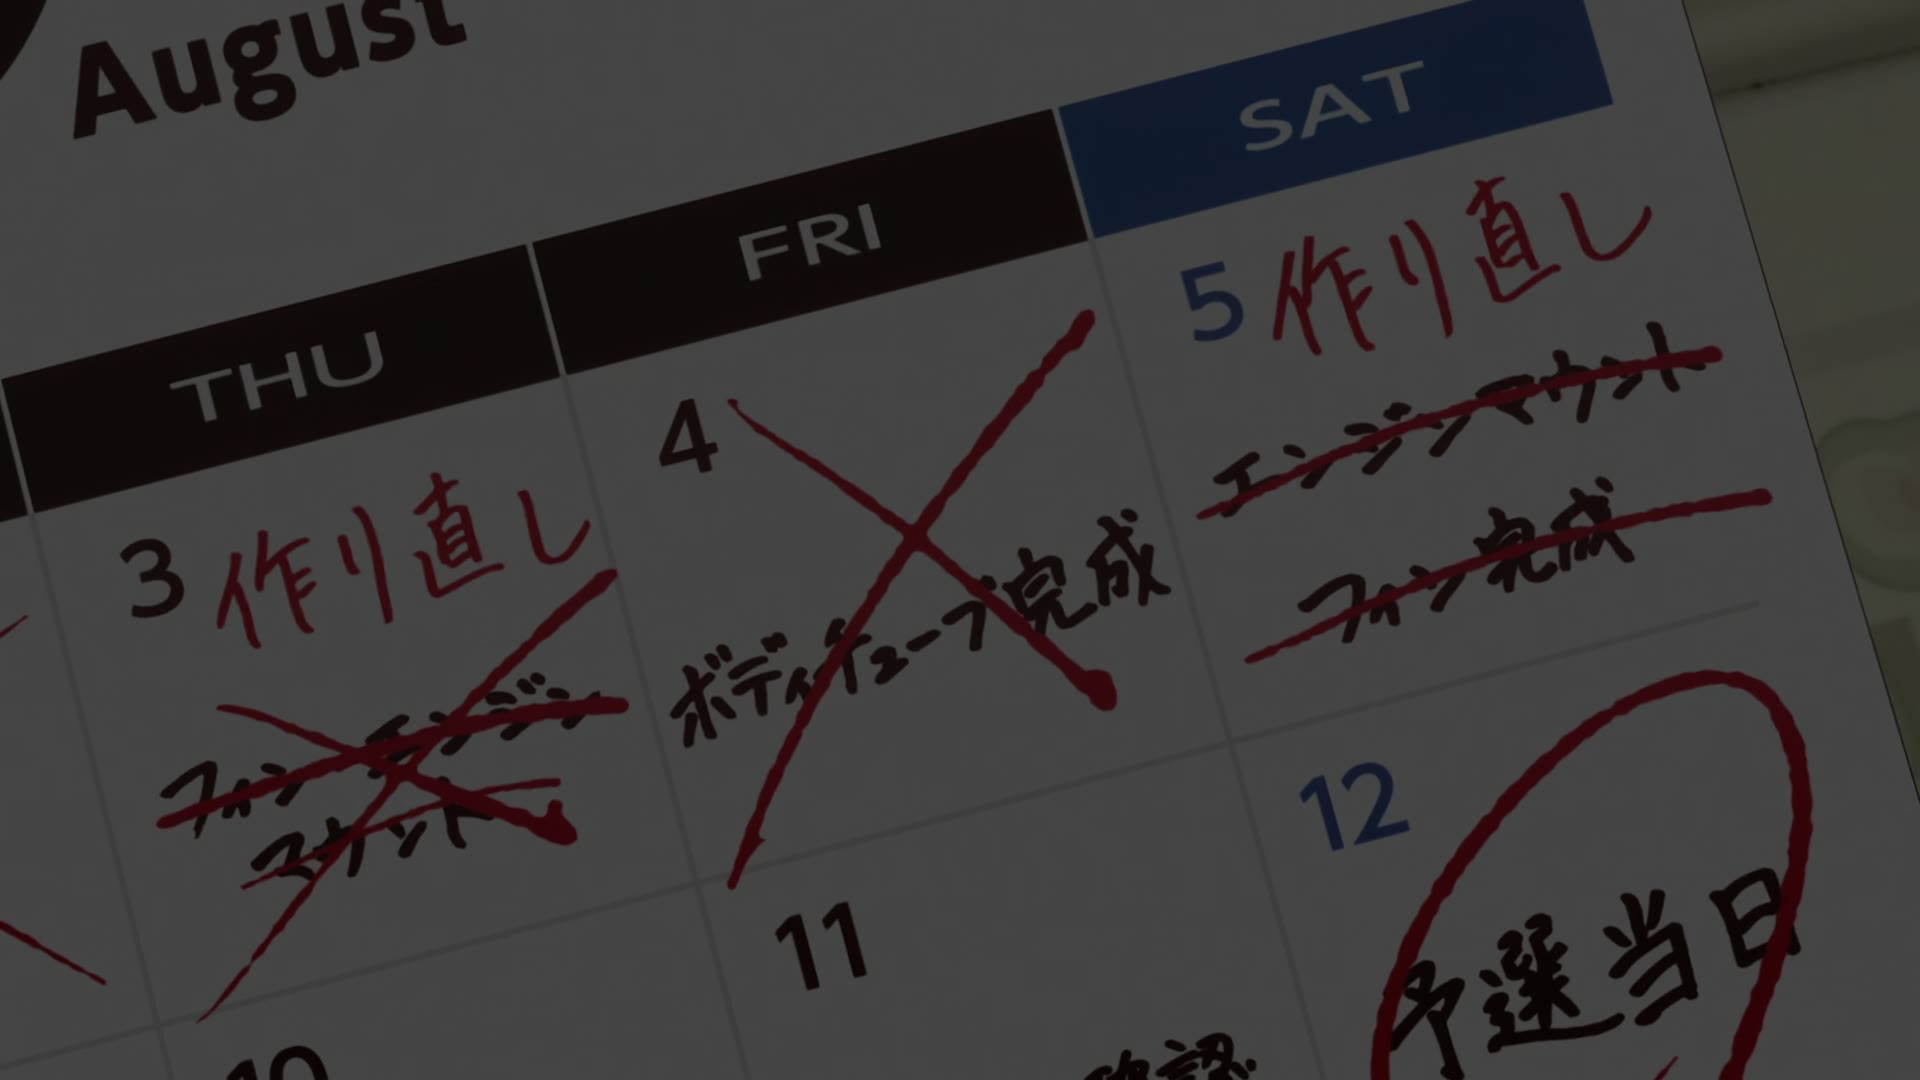 August
THU
FRI
SAT
3 作り直し
フィン エンジン
マウント
4
ボディチューブ完成
5 作り直し
エンジンマウント
フィン完成
10
11
確認
12
予選当日